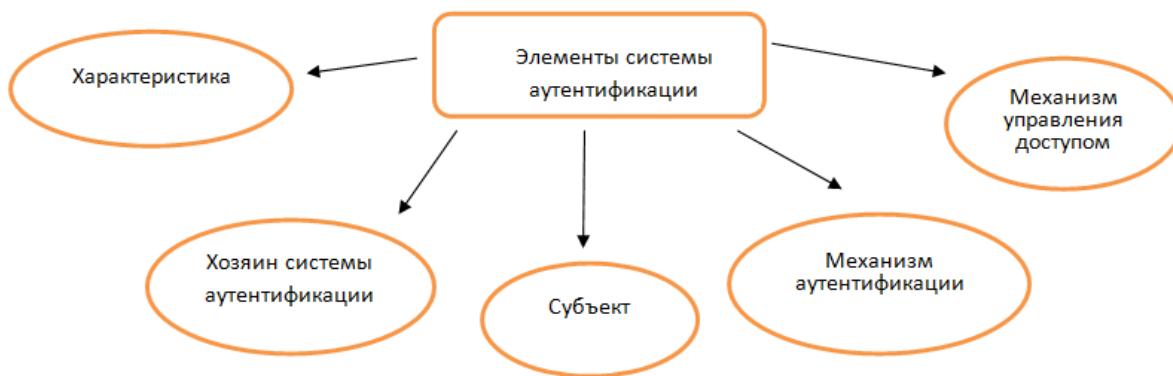 Элементы системы
аутентификации
Характеристика
Механизм
управления
доступом
Хозяин системы
аутентификации
Субъект
Механизм
аутентификации